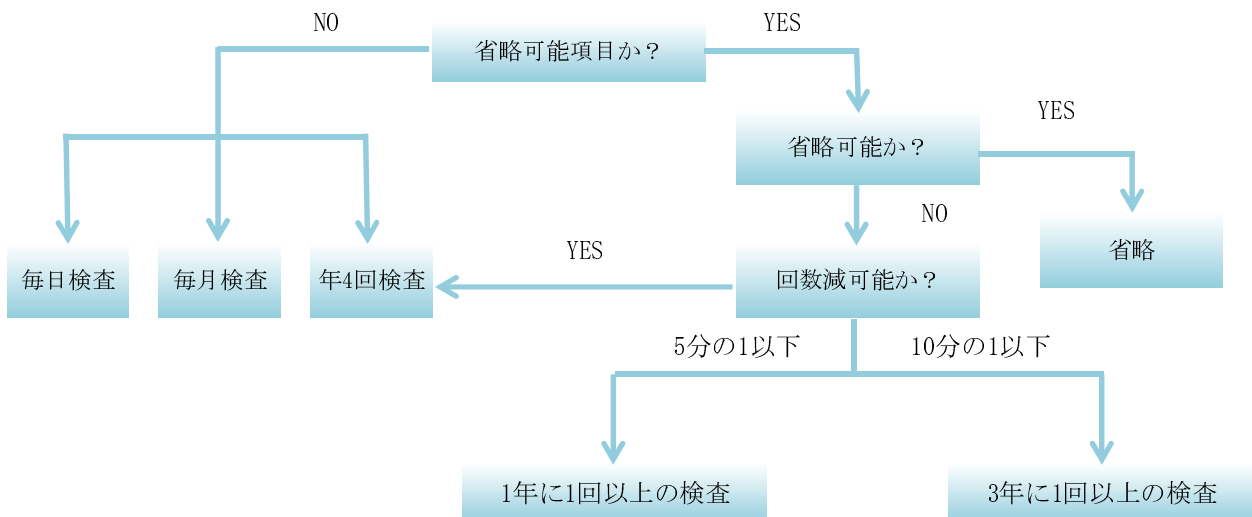 NO
省略可能項目か？
YES
省略可能か？
YES
NO
省略
YES
毎日検査
毎月検査
年4回検査
回数減可能か？
5分の1以下
10分の1以下
1年に1回以上の検査
3年に1回以上の検査